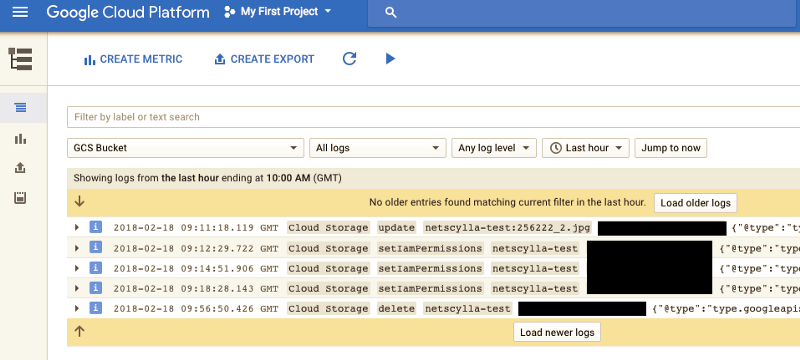 Google Cloud Platform My First Project
CREATE METRIC CREATE EXPORT
Filter by label or text search
GCS Bucket All logs Any log level Last hour Jump to now
Showing logs from the last hour ending at 10:00 AM (GMT)
No older entries found matching current filter in the last hour. Load older logs
2018-02-18 09:11:18.119 GMT Cloud Storage update netscylla-test:256222_2.jpg {"@type":"ty
2018-02-18 09:12:29.722 GMT Cloud Storage setIamPermissions netscylla-test {"@type":"t
2018-02-18 09:14:51.906 GMT Cloud Storage setIamPermissions netscylla-test {"@type":"t
2018-02-18 09:18:28.143 GMT Cloud Storage setIamPermissions netscylla-test {"@type":"t
2018-02-18 09:56:50.426 GMT Cloud Storage delete netscylla-test {"@type":"type.googleapis
Load newer logs